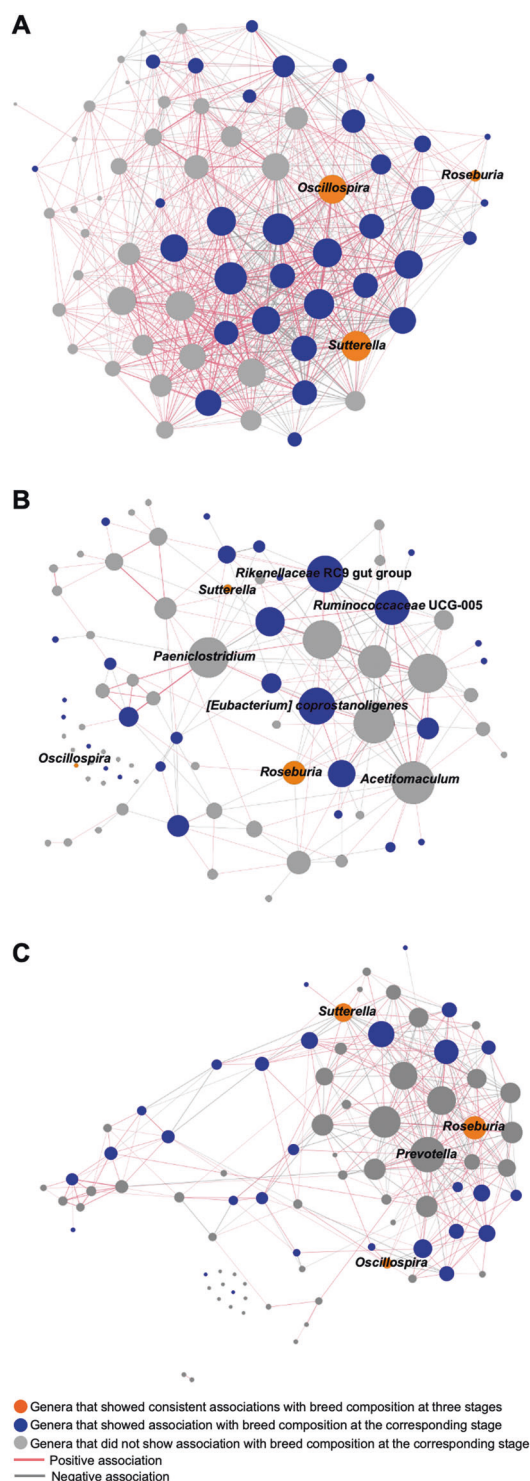 A
Oscillospira
Roseburia
Sutterella
B
Rikenellaceae RC9 gut group
Sutterella
Ruminococcaceae UCG-005
Paeniclostridium
[Eubacterium] coprostanoligenes
Oscillospira
Roseburia
Acetitomaculum
C
Sutterella
Roseburia
Prevotella
Oscillospira
Genera that showed consistent associations with breed composition at three stages
Genera that showed association with breed composition at the corresponding stage
Genera that did not show association with breed composition at the corresponding stage
Positive association
Negative association